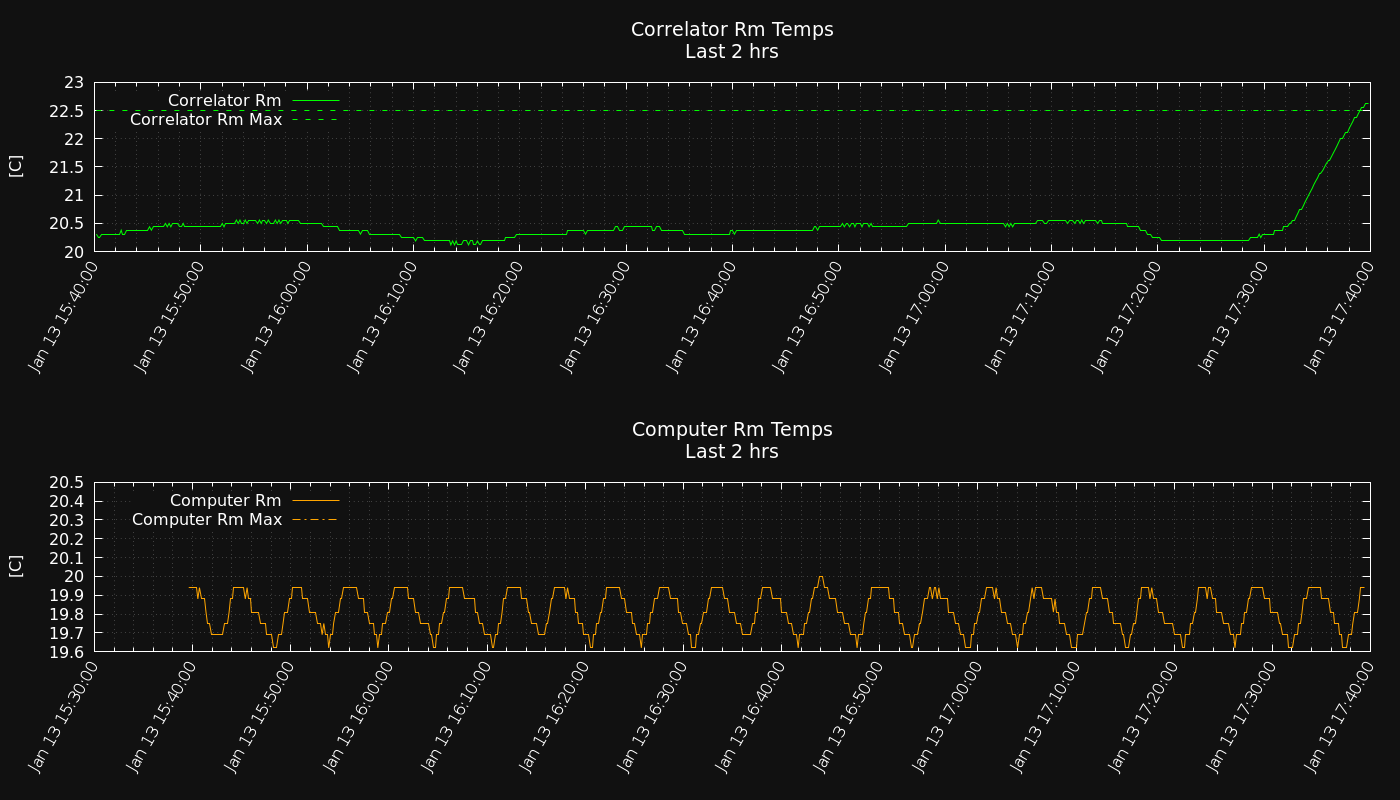 Correlator Rm Temps
Last 2 hrs
[C]
23
22.5
22
21.5
21
20.5
20
Correlator Rm
Correlator Rm Max
Jan 13 15:40:00
Jan 13 15:50:00
Jan 13 16:00:00
Jan 13 16:10:00
Jan 13 16:20:00
Jan 13 16:30:00
Jan 13 16:40:00
Jan 13 16:50:00
Jan 13 17:00:00
Jan 13 17:10:00
Jan 13 17:20:00
Jan 13 17:30:00
Jan 13 17:40:00
Computer Rm Temps
Last 2 hrs
[C]
20.5
20.4
20.3
20.2
20.1
20
19.9
19.8
19.7
19.6
Computer Rm
Computer Rm Max
Jan 13 15:30:00
Jan 13 15:40:00
Jan 13 15:50:00
Jan 13 16:00:00
Jan 13 16:10:00
Jan 13 16:20:00
Jan 13 16:30:00
Jan 13 16:40:00
Jan 13 16:50:00
Jan 13 17:00:00
Jan 13 17:10:00
Jan 13 17:20:00
Jan 13 17:30:00
Jan 13 17:40:00